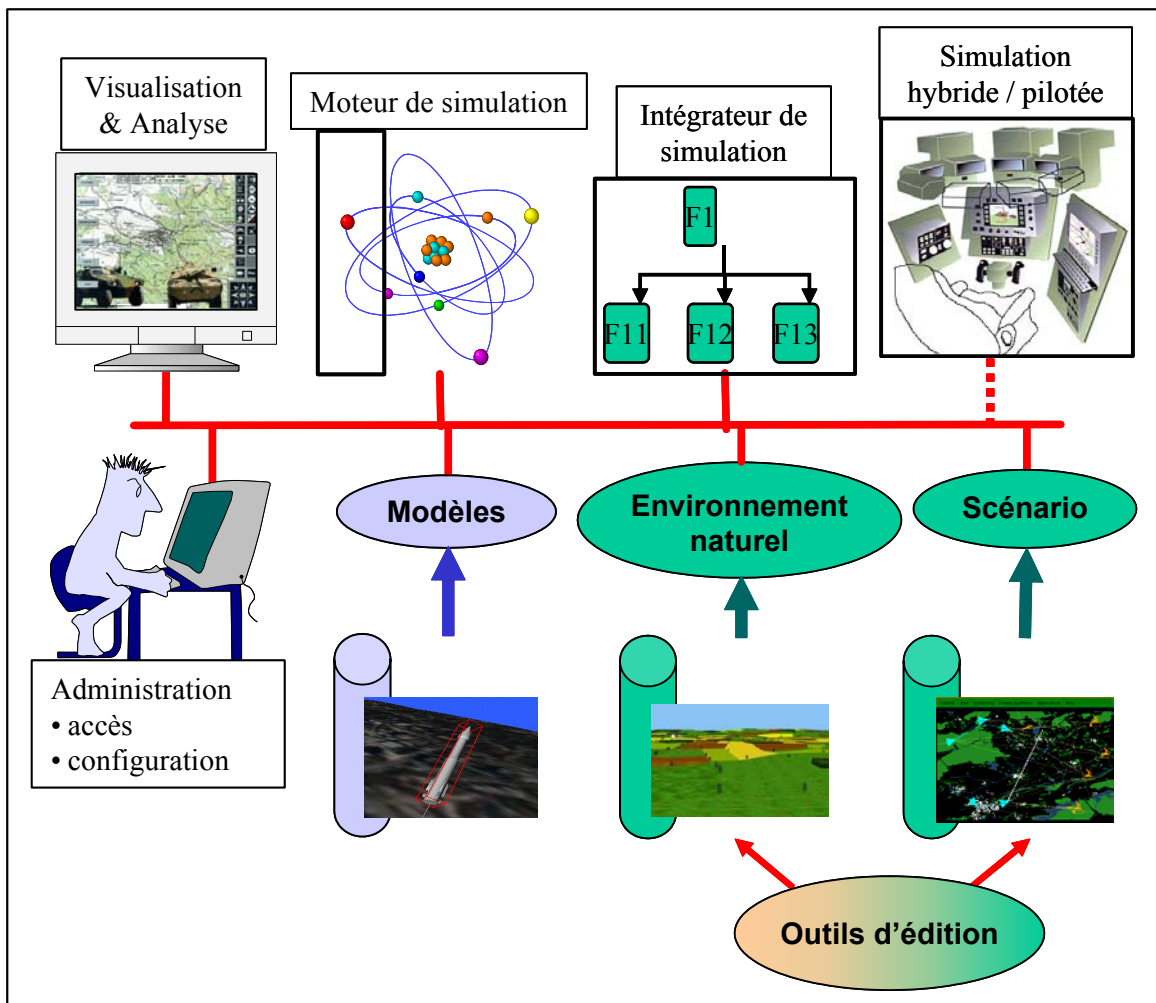 Visualisation
& Analyse
Moteur de simulation
Intégrateur de
simulation
Simulation
hybride / pilotée
F1
F11
F12
F13
Modèles
Environnement
naturel
Scénario
Administration
• accès
• configuration
Outils d’édition